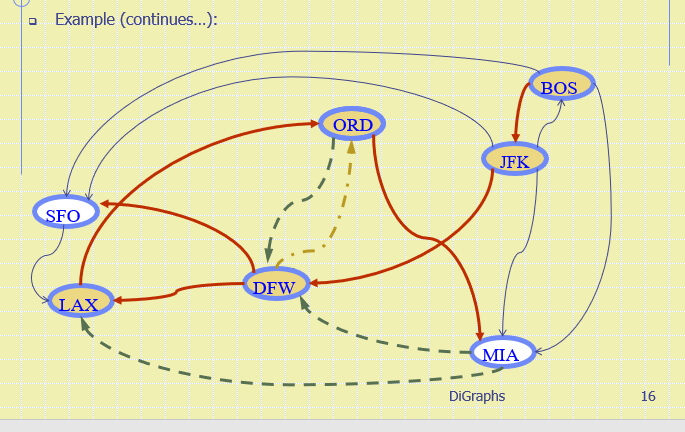 Example (continues…):
BOS
ORD
JFK
SFO
DFW
LAX
MIA
DiGraphs 16